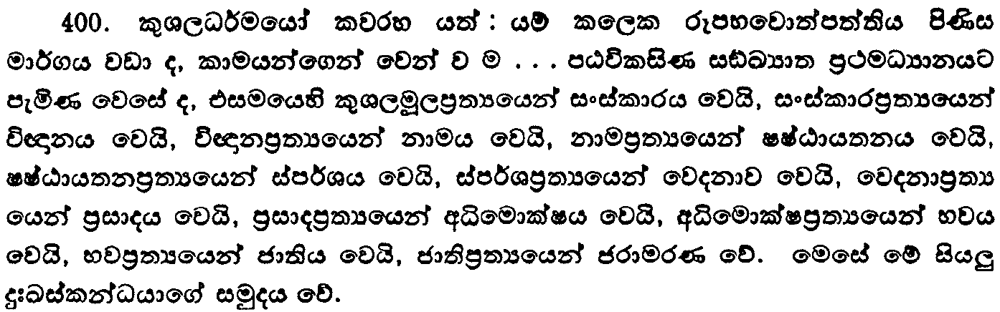 400. කුශලධර්මයෝ කවරහ යත් : යම් කලෙක රූපභවොත්පත්තිය පිණිස
මාර්ගය වඩා ද, කාමයන්ගෙන් වෙන් ව ම . . . පඨවිකසිණ සඞ්ඛ්‍යාත ප්‍රථමධ්‍යානයට
පැමිණ වෙසේ ද, එසමයෙහි කුශලමූලප්‍රත්‍යයෙන් සංස්කාරය වෙයි, සංස්කාරප්‍රත්‍යයෙන්
විඥානය වෙයි, විඥානප්‍රත්‍යයෙන් නාමය වෙයි, නාමප්‍රත්‍යයෙන් ෂෂ්ඨායතනය වෙයි,
ෂෂ්ඨායතනප්‍රත්‍යයෙන් ස්පර්ශය වෙයි, ස්පර්ශප්‍රත්‍යයෙන් වෙදනාව වෙයි, වෙදනාප්‍රත්‍ය
යෙන් ප්‍රසාදය වෙයි, ප්‍රසාදප්‍රත්‍යයෙන් අධිමොක්ෂය වෙයි, අධිමොක්ෂප්‍රත්‍යයෙන් භවය
වෙයි, භවප්‍රත්‍යයෙන් ජාතිය වෙයි, ජාතිප්‍රත්‍යයෙන් ජරාමරණ වේ. මෙසේ මේ සියලු
දුඃඛස්කන්ධයාගේ සමුදය වේ.